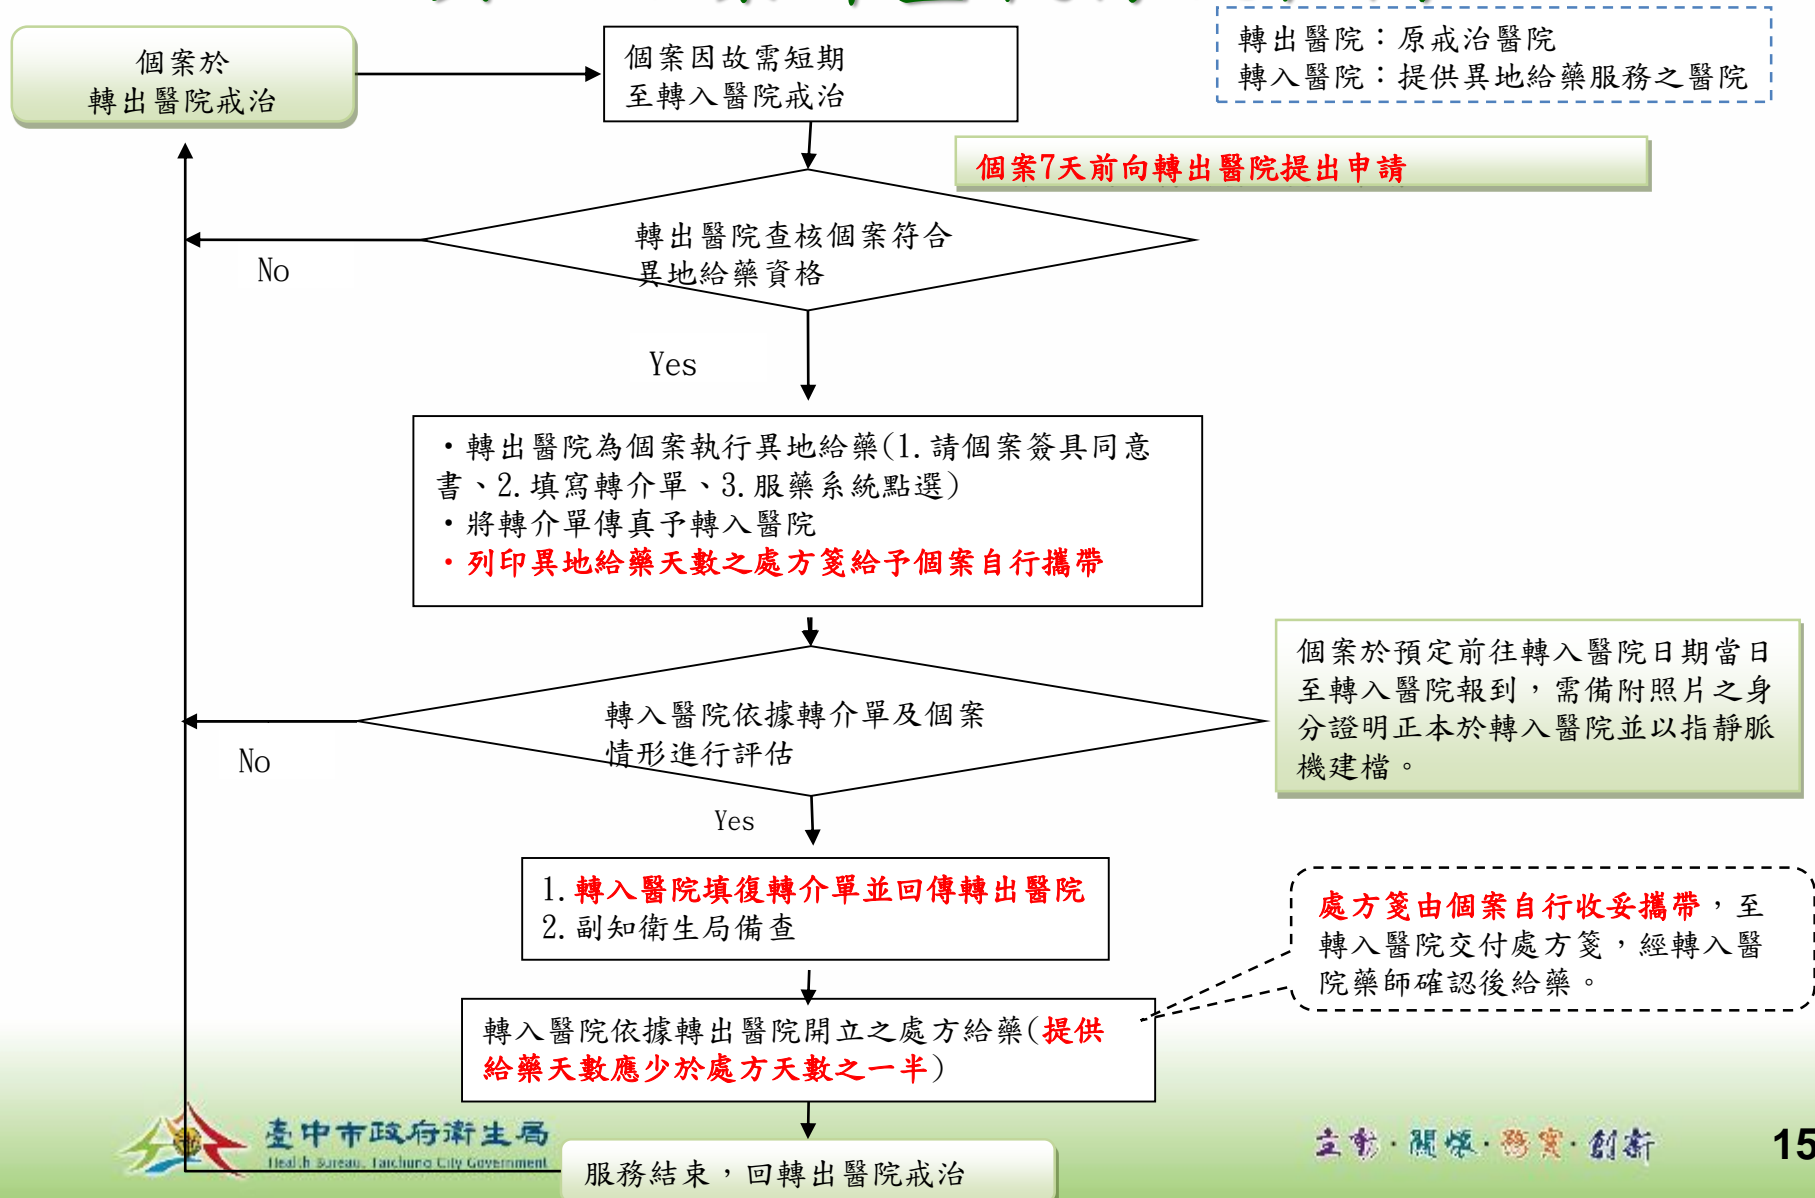 轉出醫院：原戒治醫院
轉入醫院：提供異地給藥服務之醫院
個案於
轉出醫院戒治
個案因故需短期
至轉入醫院戒治
個案7天前向轉出醫院提出申請
轉出醫院查核個案符合
異地給藥資格
No
Yes
・轉出醫院為個案執行異地給藥(1.請個案簽具同意
書、2.填寫轉介單、3.服藥系統點選)
・將轉介單傳真予轉入醫院
・列印異地給藥天數之處方箋給予個案自行攜帶
個案於預定前往轉入醫院日期當日
至轉入醫院報到，需備附照片之身
分證明正本於轉入醫院並以指靜脈
機建檔。
轉入醫院依據轉介單及個案
情形進行評估
No
Yes
1.轉入醫院填復轉介單並回傳轉出醫院
2.副知衛生局備查
處方箋由個案自行收妥攜帶，至
轉入醫院交付處方箋，經轉入醫
院藥師確認後給藥。
轉入醫院依據轉出醫院開立之處方給藥(提供
給藥天數應少於處方天數之一半)
臺中市政府衛生局
Health Bureau, Taichung City Government
服務結束，回轉出醫院戒治
主動·關懷·務實·創新
15